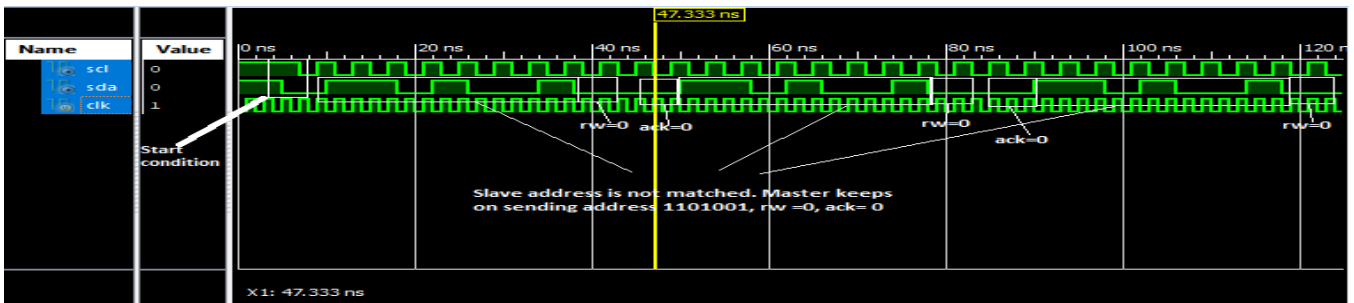 47.333 ns
Name Value 0 ns 20 ns 40 ns 60 ns 80 ns 100 ns 120 n
scl 0
sda 0
clk 1
rw=0 ack=0 rw=0 ack=0 rw=0
Start
condition
Slave address is not matched. Master keeps
on sending address 1101001, rw =0, ack= 0
X1: 47.333 ns